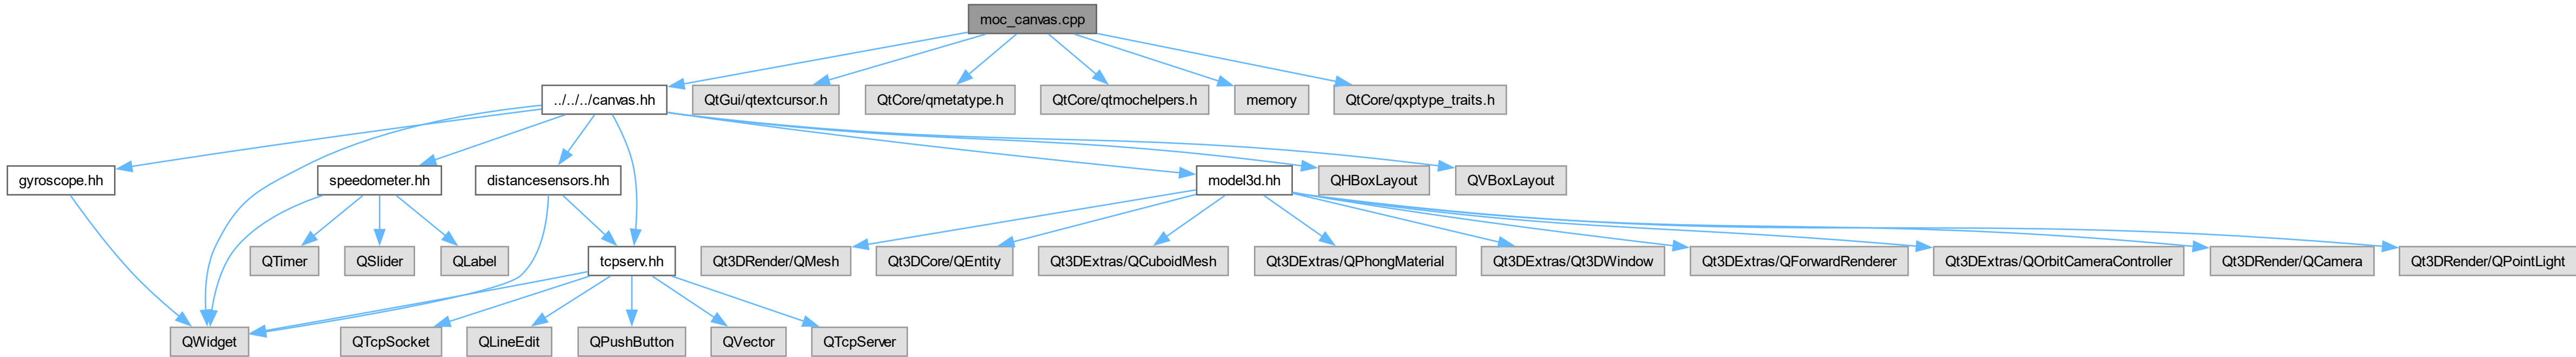 moc_canvas.cpp
../../../canvas.hh
QtGui/qtextcursor.h
QtCore/qmetatype.h
QtCore/qtmochelpers.h
memory
QtCore/qxptype_traits.h
gyroscope.hh
speedometer.hh
distancesensors.hh
model3d.hh
QHBoxLayout
QVBoxLayout
QTimer
QSlider
QLabel
tcpserv.hh
Qt3DRender/QMesh
Qt3DCore/QEntity
Qt3DExtras/QCuboidMesh
Qt3DExtras/QPhongMaterial
Qt3DExtras/Qt3DWindow
Qt3DExtras/QForwardRenderer
Qt3DExtras/QOrbitCameraController
Qt3DRender/QCamera
Qt3DRender/QPointLight
QWidget
QTcpSocket
QLineEdit
QPushButton
QVector
QTcpServer